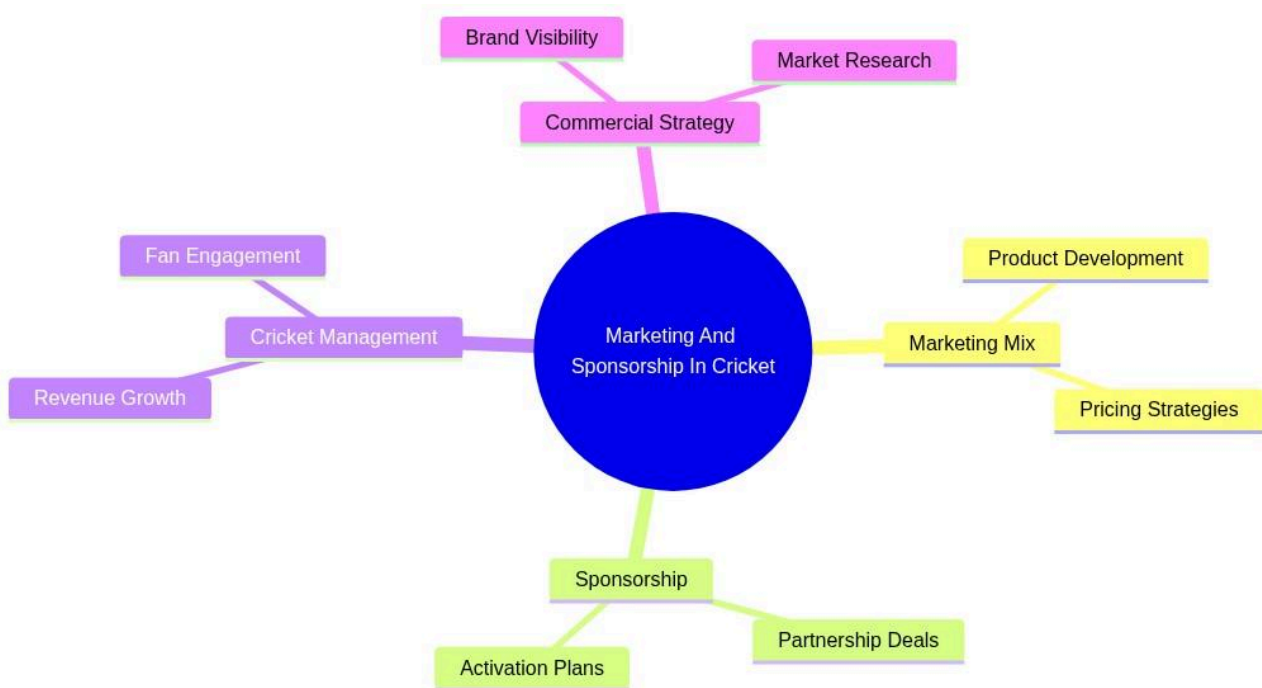 Brand Visibility
Market Research
Commercial Strategy
Fan Engagement
Product Development
Cricket Management
Marketing And
Sponsorship In Cricket
Marketing Mix
Revenue Growth
Pricing Strategies
Sponsorship
Partnership Deals
Activation Plans